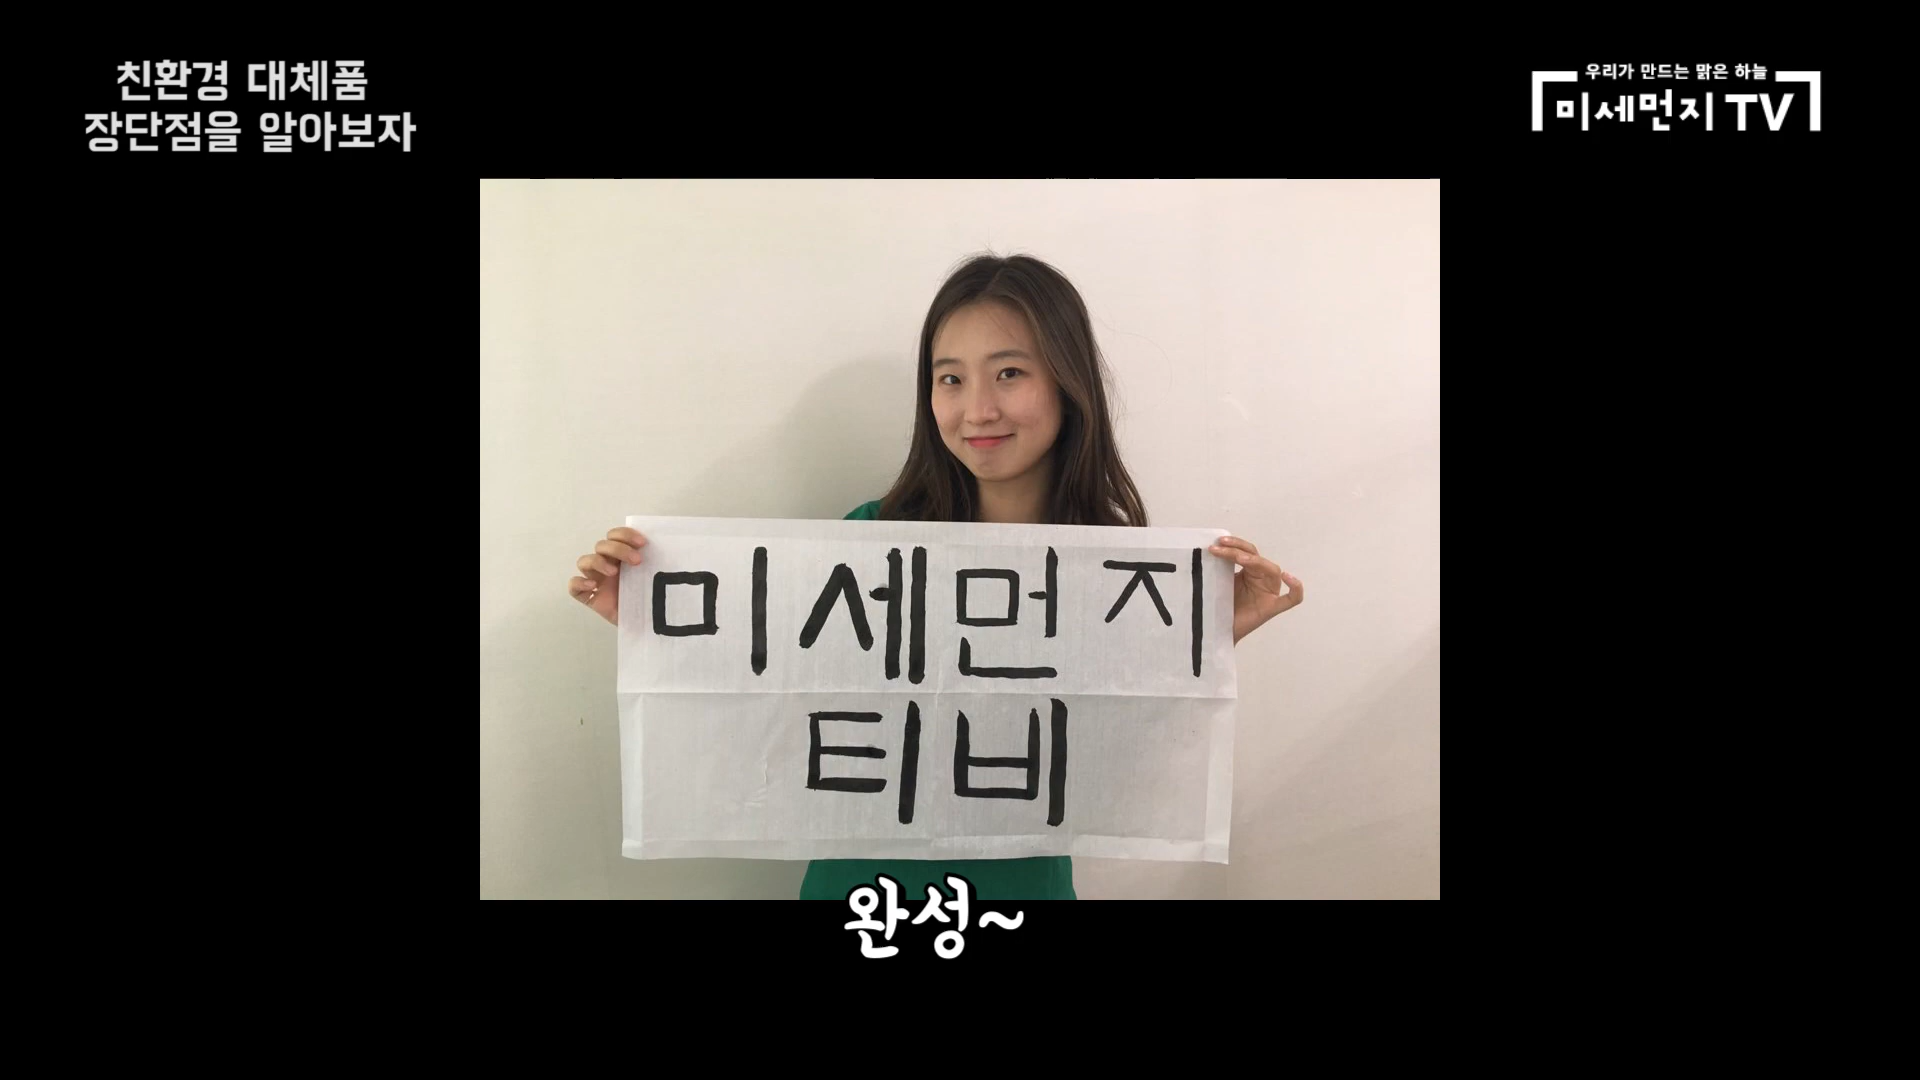 친환경 대체품
장단점을 알아보자
우리가 만드는 맑은 하늘
미세먼지 TV
미세먼지
티비
완성~